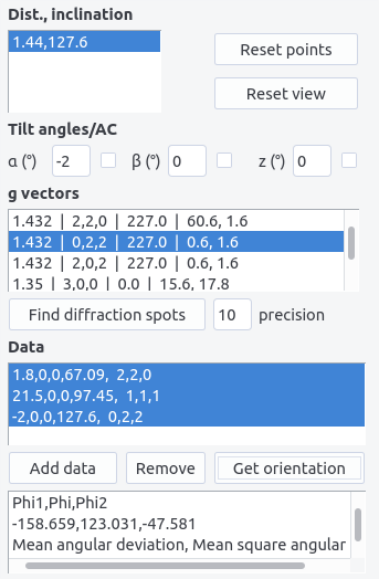 Dist., inclination
1.44,127.6
Reset points
Reset view
Tilt angles/AC
α (°) -2 β (°) 0 z (°) 0
g vectors
1.432 | 2,2,0 | 227.0 | 60.6, 1.6
1.432 | 0,2,2 | 227.0 | 0.6, 1.6
1.432 | 2,0,2 | 227.0 | 0.6, 1.6
1.35 | 3,0,0 | 0.0 | 15.6, 17.8
Find diffraction spots 10 precision
Data
1.8,0,0,67.09, 2,2,0
21.5,0,0,97.45, 1,1,1
-2,0,0,127.6, 0,2,2
Add data Remove Get orientation
Phi1,Phi,Phi2
-158.659,123.031,-47.581
Mean angular deviation, Mean square angular